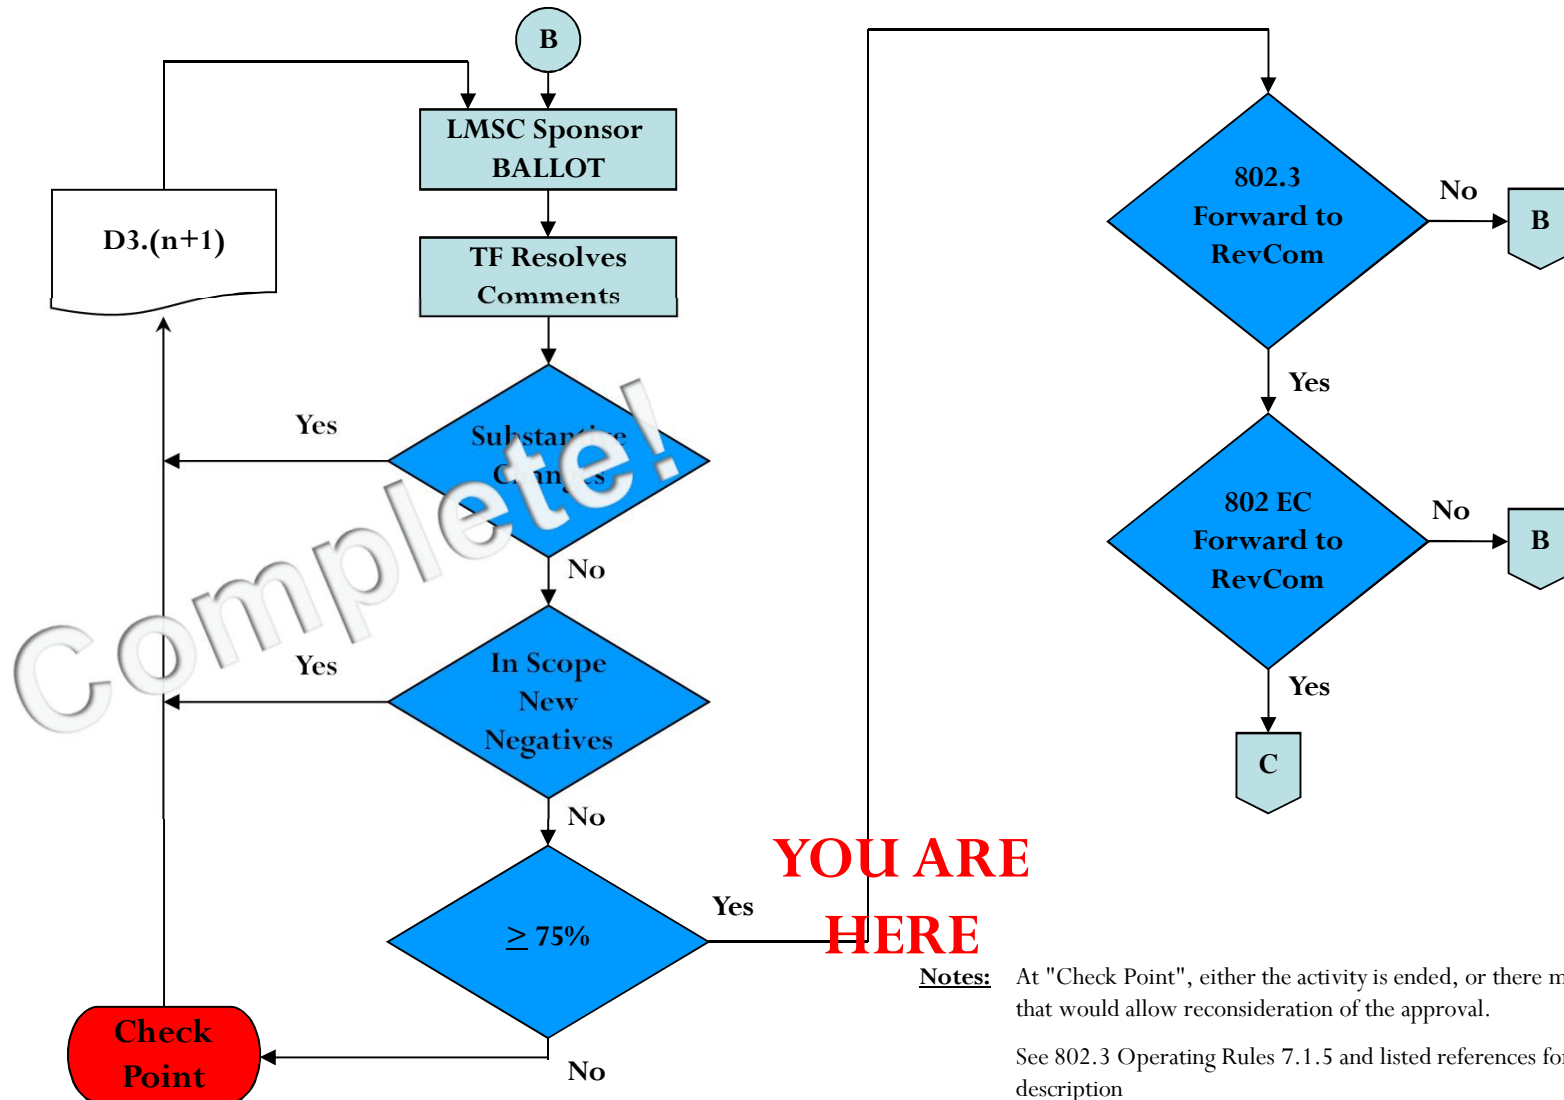 B
LMSC Sponsor
BALLOT
D3.(n+1)
TF Resolves
Comments
Yes
Substantive
Changes
Complete!
No
Yes
In Scope
New
Negatives
No
≥ 75%
Yes
No
Check
Point
YOU ARE
HERE
802.3
Forward to
RevCom
No
B
Yes
802 EC
Forward to
RevCom
No
B
Yes
C
Notes: At "Check Point", either the activity is ended, or there
that would allow reconsideration of the approval.
See 802.3 Operating Rules 7.1.5 and listed references for
description